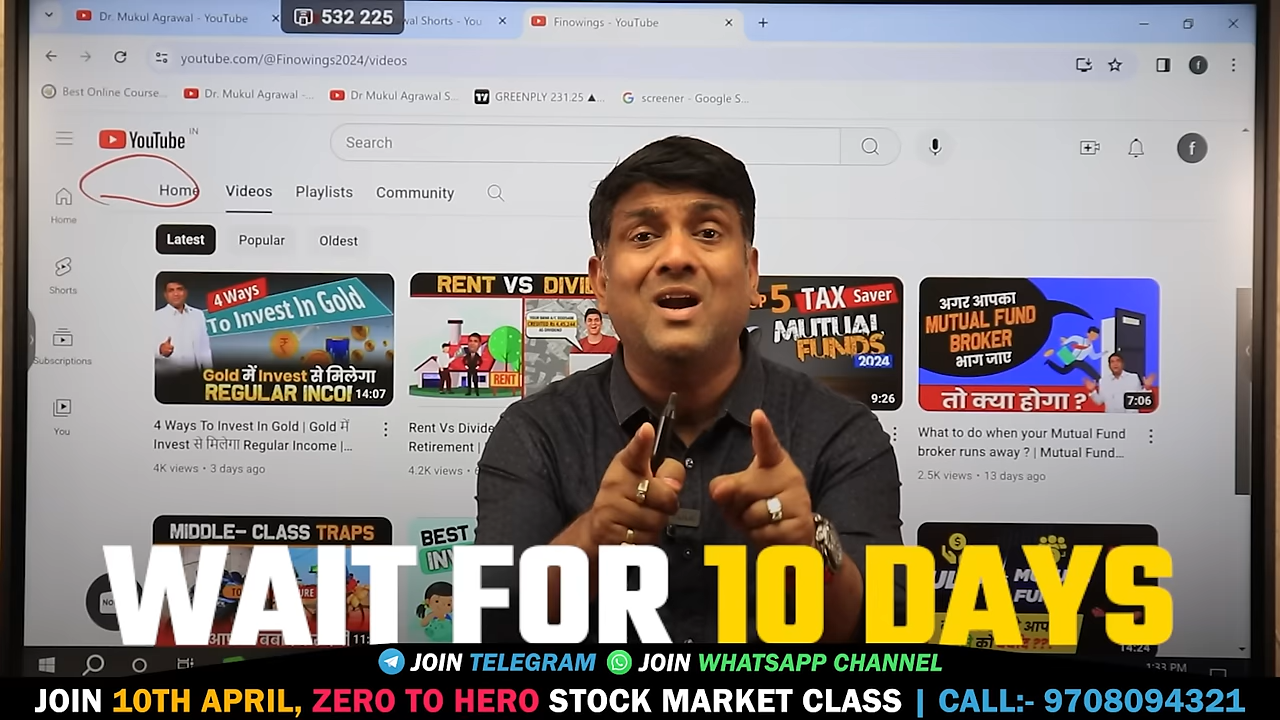 Dr. Mukul Agrawal - YouTube
532 225
wal Shorts - You
Finowings - YouTube
youtube.com/@Finowings2024/videos
Best Online Course...
Dr. Mukul Agrawal -...
Dr Mukul Agrawal S...
GREENPLY 231.25 ▲...
screener - Google S...
YouTube IN
Search
f
Home
Videos
Playlists
Community
Home
Shorts
Subscriptions
You
Latest
Popular
Oldest
4 Ways
To Invest In Gold
Gold में Invest से मिलेगा
REGULAR INCO
14:07
RENT VS DIVI
RENT
5 TAX Saver
MUTUAL
FUNDS
2024
9:26
अगर आपका
MUTUAL FUND
BROKER
भाग जाए
तो क्या होगा ?
7:06
4 Ways To Invest In Gold | Gold में
Invest से मिलेगा Regular Income |...
4K views • 3 days ago
Rent Vs Divide
Retirement |
4.2K views •
What to do when your Mutual Fund
broker runs away ? | Mutual Fund...
2.5K views • 13 days ago
MIDDLE-CLASS TRAPS
BEST
WAIT FOR 10 DAYS
14:24
1:33 PM
JOIN TELEGRAM JOIN WHATSAPP CHANNEL
JOIN 10TH APRIL, ZERO TO HERO STOCK MARKET CLASS | CALL:- 9708094321